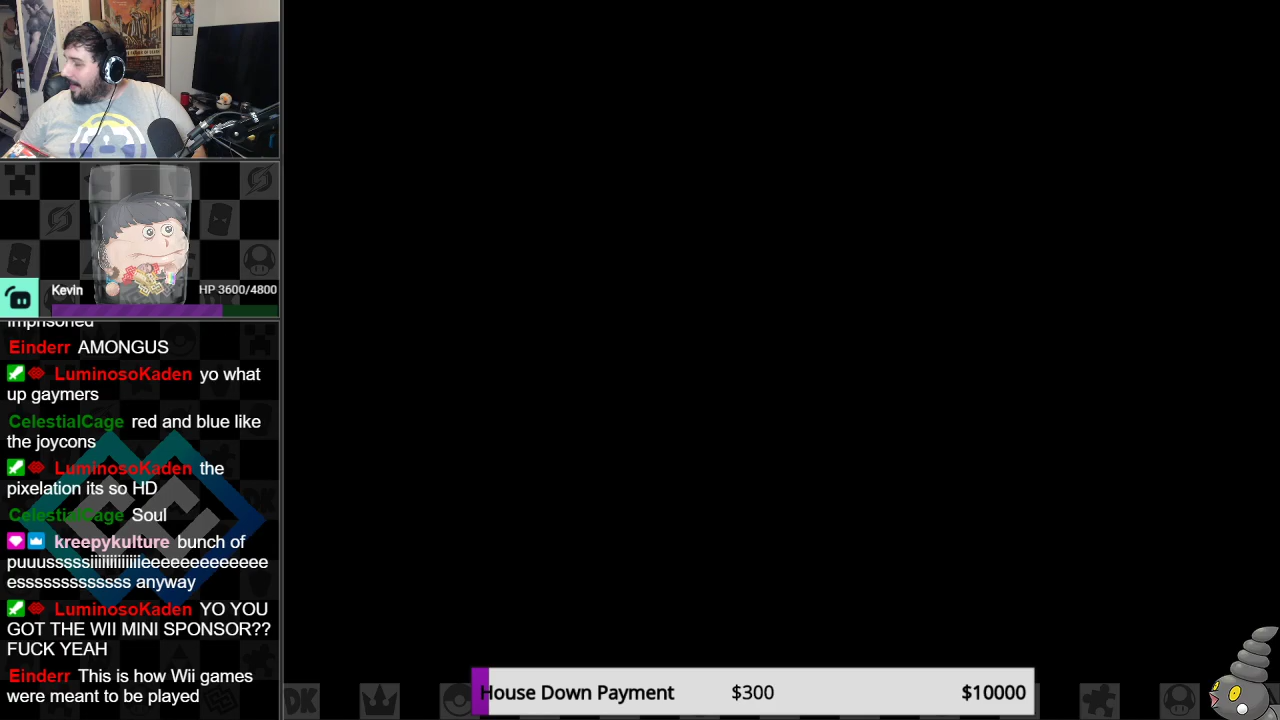 Kevin HP 3600/4800
imprisoned
Einderr AMONGUS
LuminosoKaden yo what
up gaymers
CelestialCage red and blue like
the joycons
LuminosoKaden the
pixelation its so HD
CelestialCage Soul
kreepykulture bunch of
puuusssssiiiiiiiiiiiiieeeeeeeeeeeee
esssssssssssss anyway
LuminosoKaden YO YOU
GOT THE WII MINI SPONSOR??
FUCK YEAH
Einderr This is how Wii games
were meant to be played
House Down Payment $300 $10000